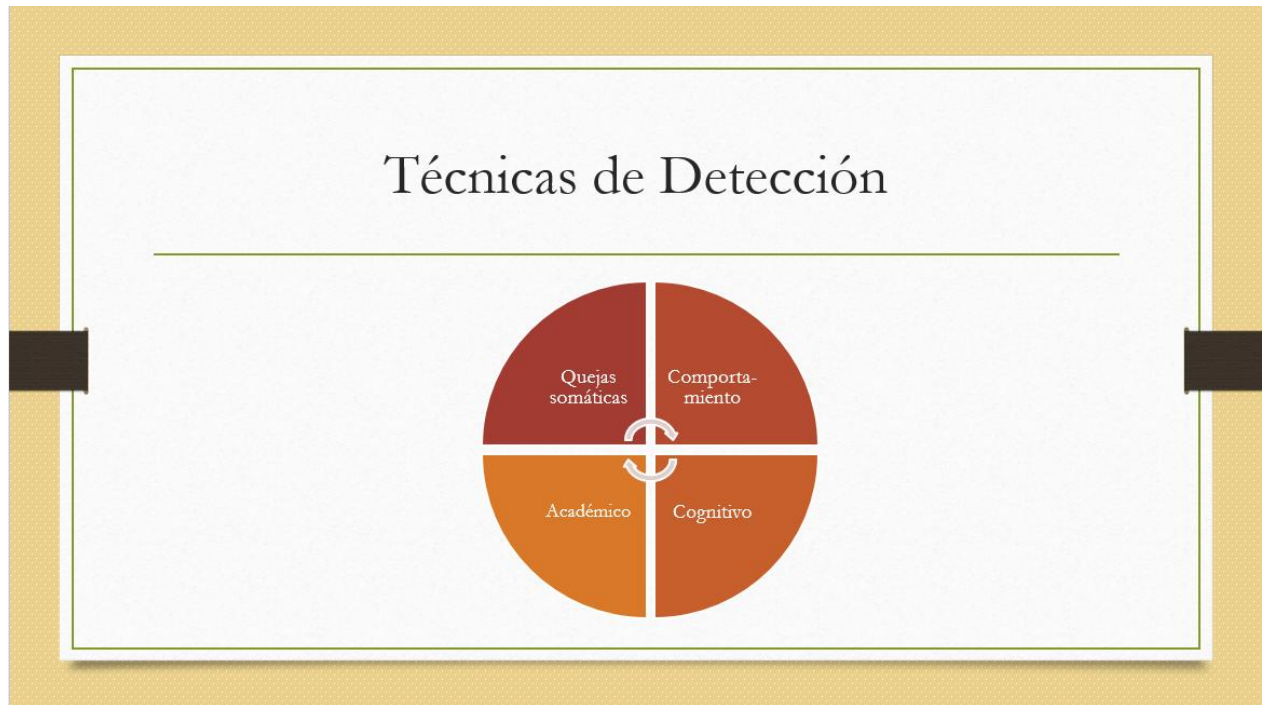 Técnicas de Detección
Quejas
somáticas
Comporta-
miento
Académico
Cognitivo